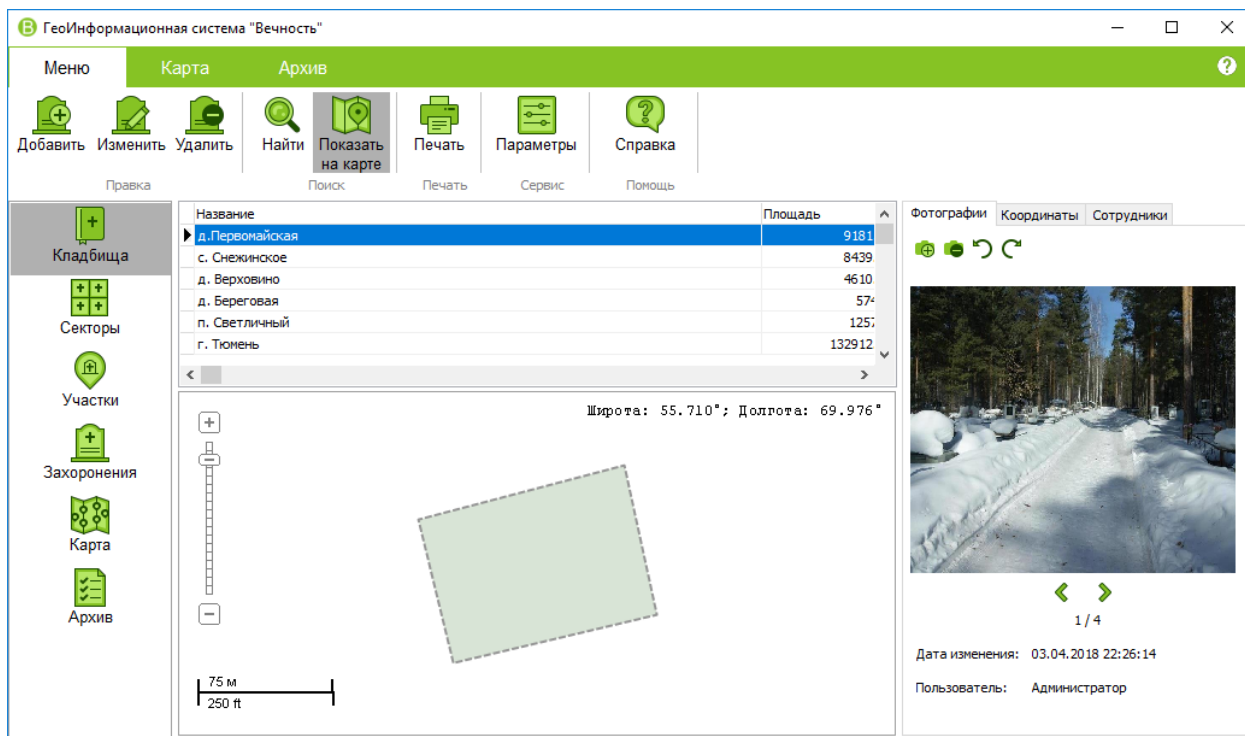 ГеоИнформационная система "Вечность"
Меню Карта Архив
Добавить Изменить Удалить Найти Показать на карте Печать Параметры Справка
Правка Поиск Печать Сервис Помощь
Кладбища
Секторы
Участки
Захоронения
Карта
Архив
Название Площадь
д.Первомайская 9181
с. Снежинское 8439
д. Верховино 4610
д. Береговая 574
п. Светличный 1257
г. Тюмень 132912
Широта: 55.710°; Долгота: 69.976°
75 м
250 ft
Фотографии Координаты Сотрудники
1 / 4
Дата изменения: 03.04.2018 22:26:14
Пользователь: Администратор